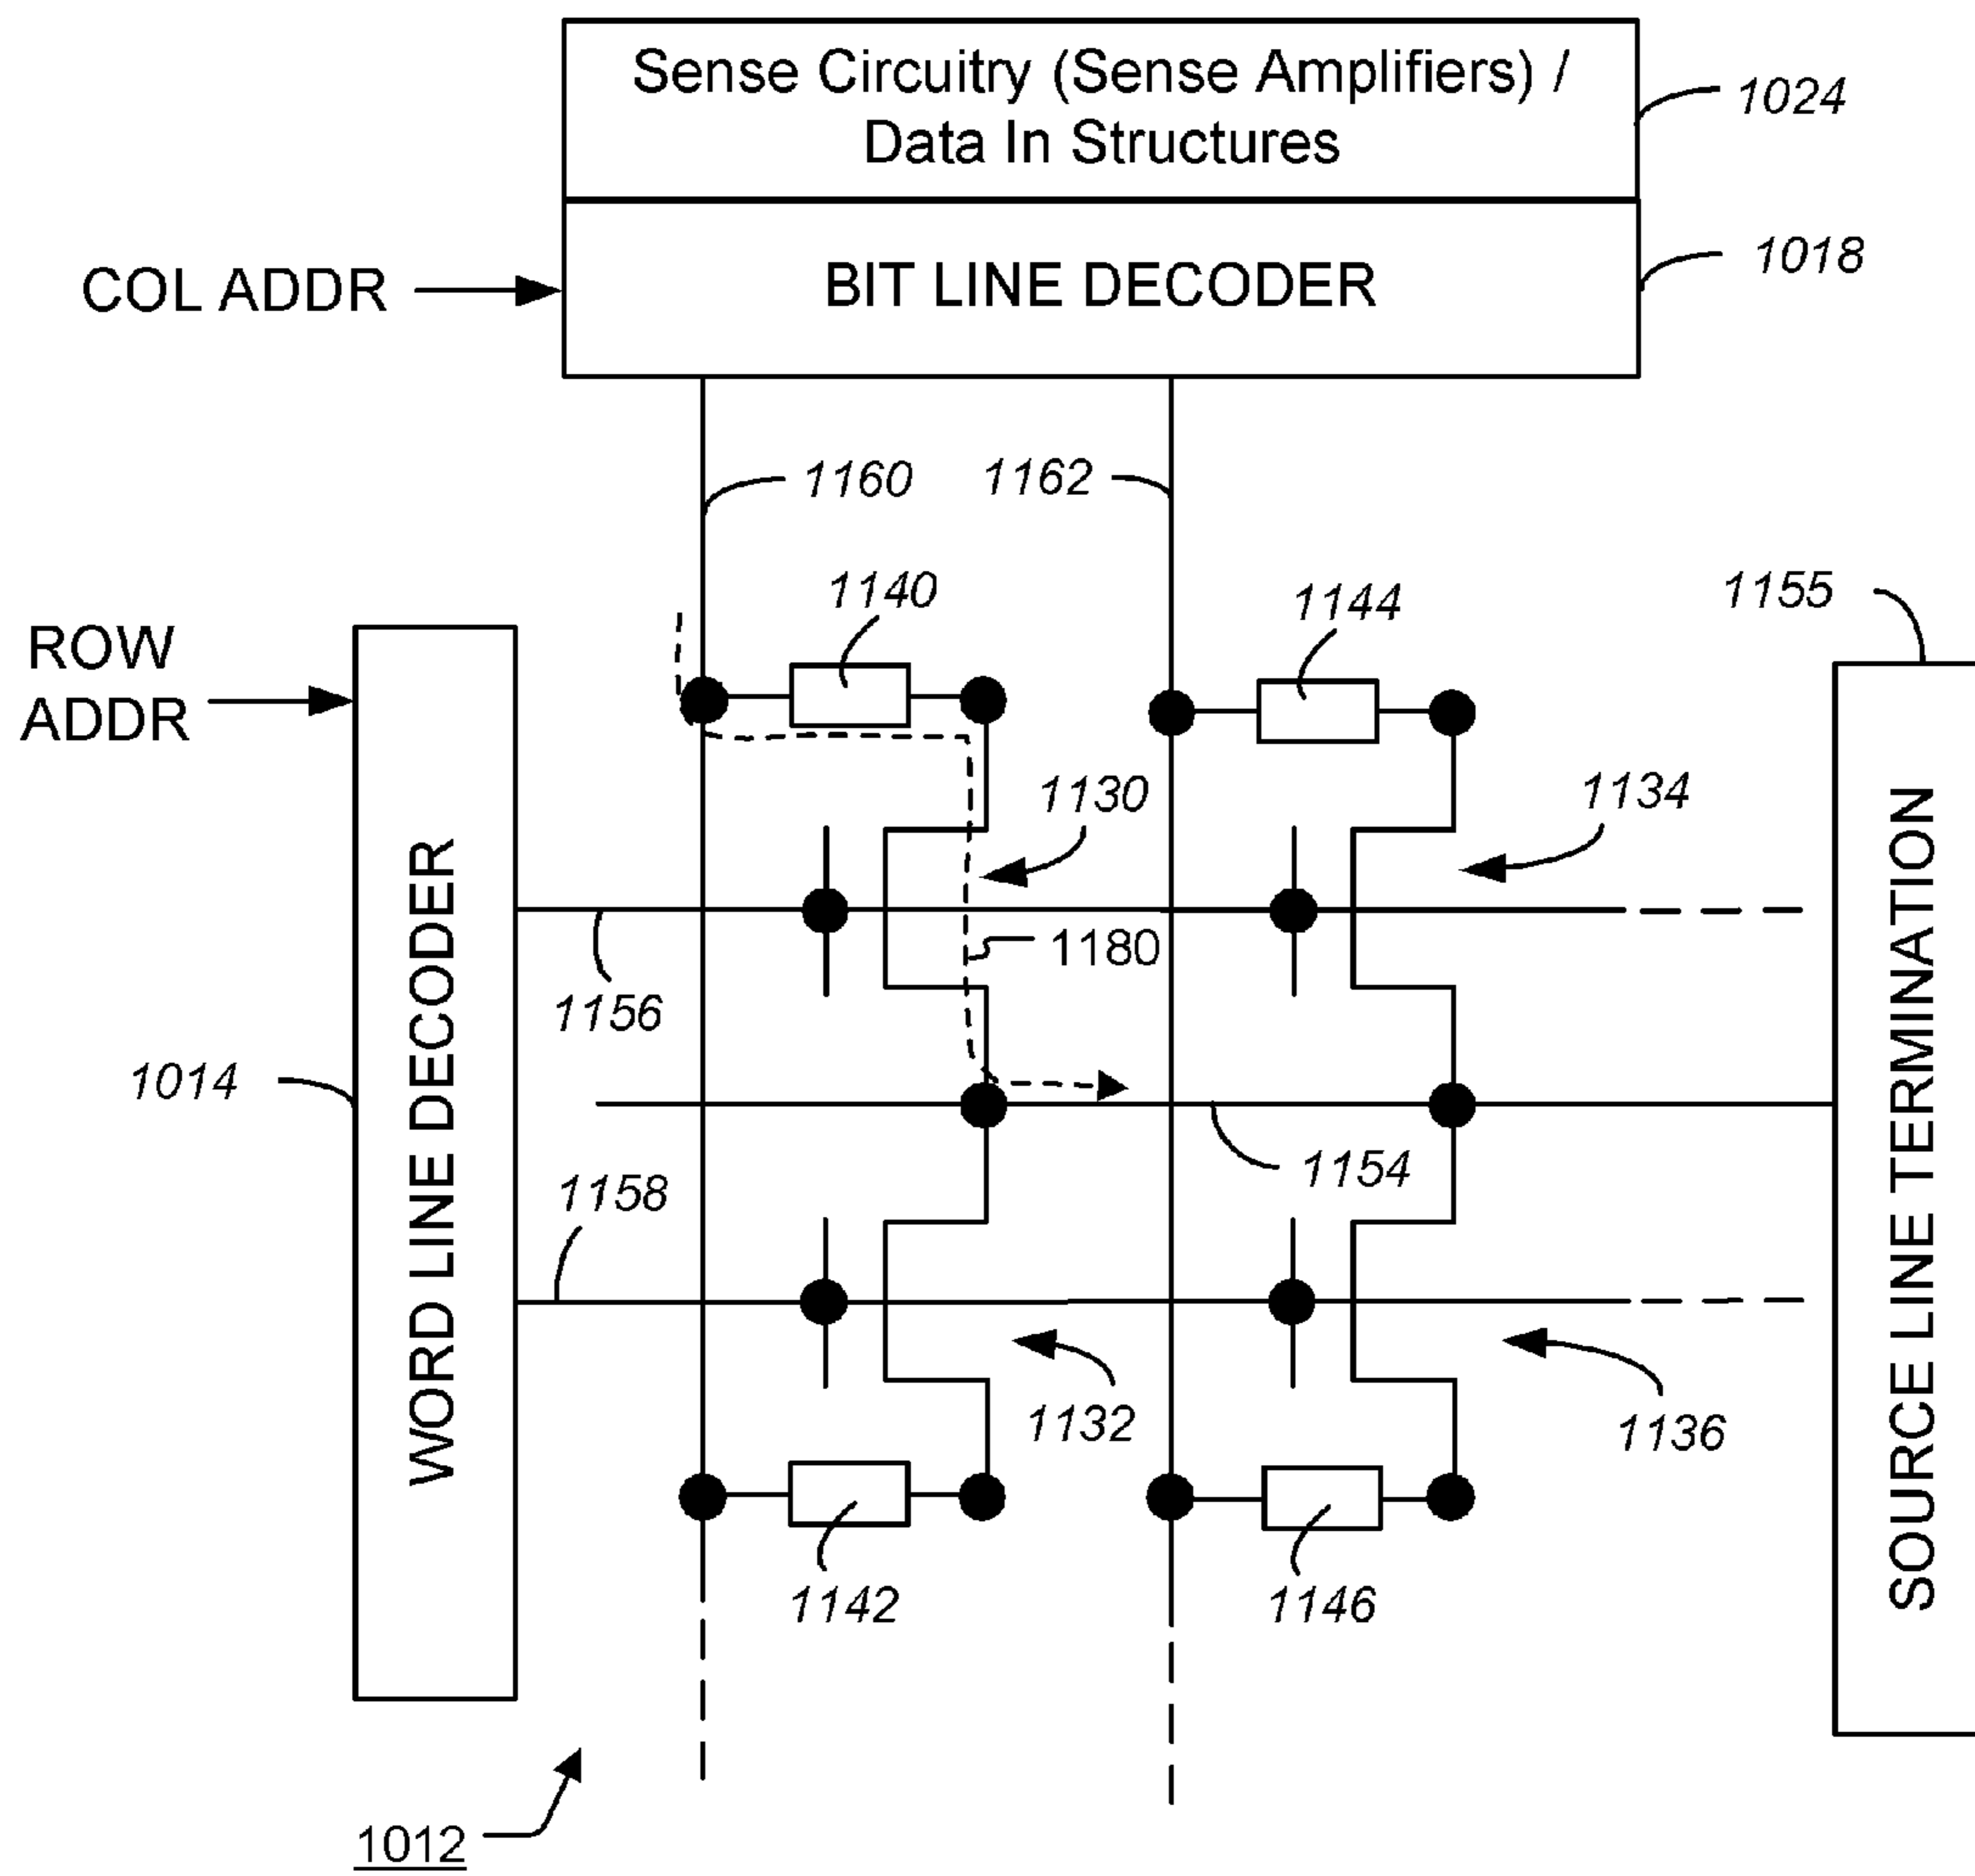 Sense Circuitry (Sense Amplifiers) /
Data In Structures
1024
BIT LINE DECODER
1018
COL ADDR
1160
1162
1140
1144
1155
ROW
ADDR
1130
1134
WORD LINE DECODER
SOURCE LINE TERMINATION
1180
1156
1014
1154
1158
1132
1136
1142
1146
1012